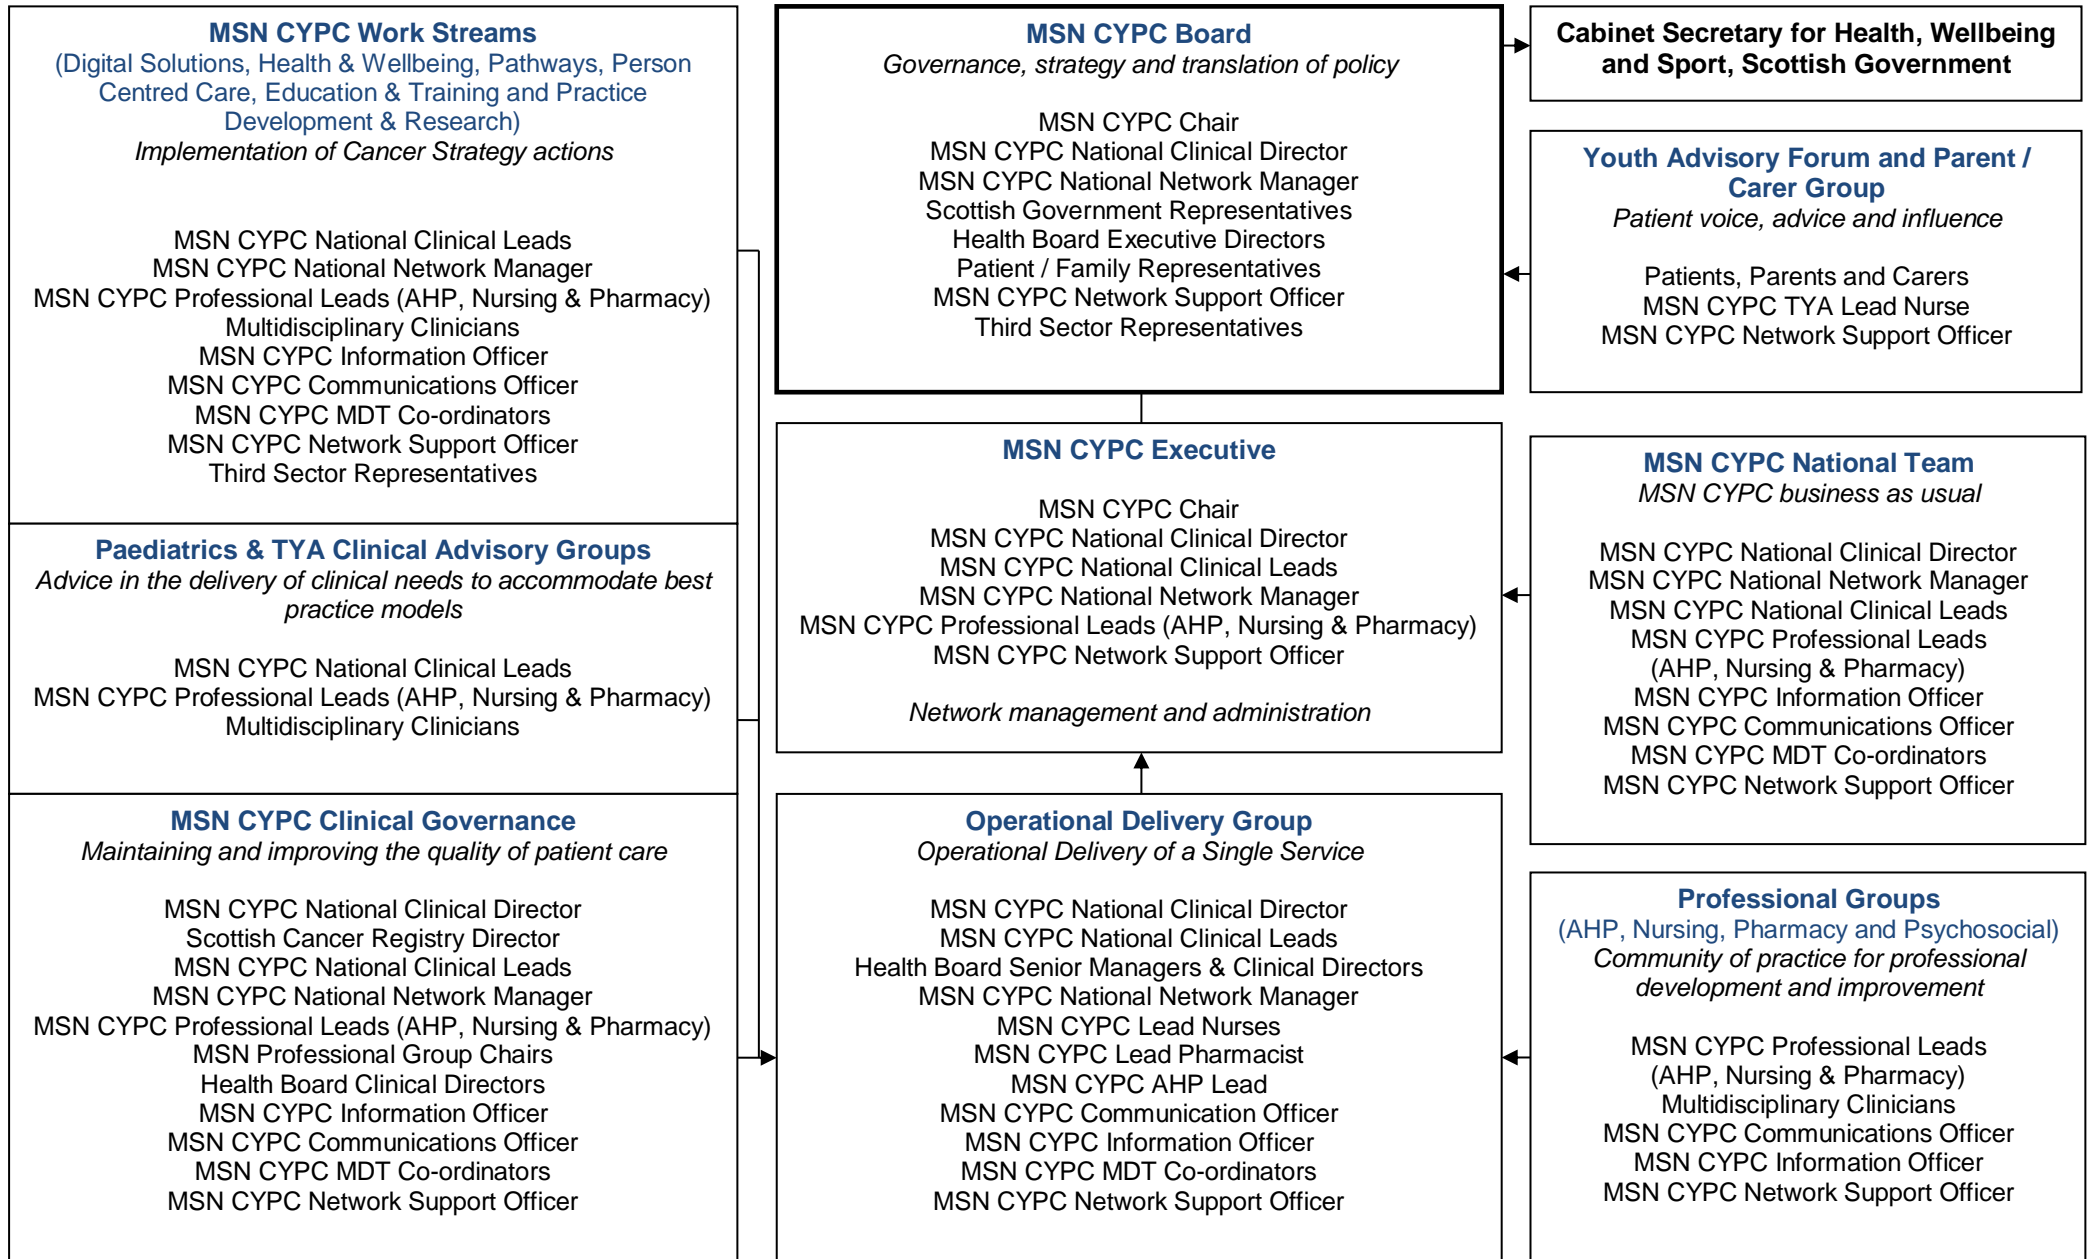 MSN CYPC Work Streams
(Digital Solutions, Health & Wellbeing, Pathways, Person
Centred Care, Education & Training and Practice
Development & Research)
Implementation of Cancer Strategy actions
MSN CYPC National Clinical Leads
MSN CYPC National Network Manager
MSN CYPC Professional Leads (AHP, Nursing & Pharmacy)
Multidisciplinary Clinicians
MSN CYPC Information Officer
MSN CYPC Communications Officer
MSN CYPC MDT Co-ordinators
MSN CYPC Network Support Officer
Third Sector Representatives
Paediatrics & TYA Clinical Advisory Groups
Advice in the delivery of clinical needs to accommodate best
practice models
MSN CYPC National Clinical Leads
MSN CYPC Professional Leads (AHP, Nursing & Pharmacy)
Multidisciplinary Clinicians
MSN CYPC Clinical Governance
Maintaining and improving the quality of patient care
MSN CYPC National Clinical Director
Scottish Cancer Registry Director
MSN CYPC National Clinical Leads
MSN CYPC National Network Manager
MSN CYPC Professional Leads (AHP, Nursing & Pharmacy)
MSN Professional Group Chairs
Health Board Clinical Directors
MSN CYPC Information Officer
MSN CYPC Communications Officer
MSN CYPC MDT Co-ordinators
MSN CYPC Network Support Officer
MSN CYPC Board
Governance, strategy and translation of policy
MSN CYPC Chair
MSN CYPC National Clinical Director
MSN CYPC National Network Manager
Scottish Government Representatives
Health Board Executive Directors
Patient / Family Representatives
MSN CYPC Network Support Officer
Third Sector Representatives
MSN CYPC Executive
MSN CYPC Chair
MSN CYPC National Clinical Director
MSN CYPC National Clinical Leads
MSN CYPC National Network Manager
MSN CYPC Professional Leads (AHP, Nursing & Pharmacy)
MSN CYPC Network Support Officer
Network management and administration
Operational Delivery Group
Operational Delivery of a Single Service
MSN CYPC National Clinical Director
MSN CYPC National Clinical Leads
Health Board Senior Managers & Clinical Directors
MSN CYPC National Network Manager
MSN CYPC Lead Nurses
MSN CYPC Lead Pharmacist
MSN CYPC AHP Lead
MSN CYPC Communication Officer
MSN CYPC Information Officer
MSN CYPC MDT Co-ordinators
MSN CYPC Network Support Officer
Cabinet Secretary for Health, Wellbeing
and Sport, Scottish Government
Youth Advisory Forum and Parent /
Carer Group
Patient voice, advice and influence
Patients, Parents and Carers
MSN CYPC TYA Lead Nurse
MSN CYPC Network Support Officer
MSN CYPC National Team
MSN CYPC business as usual
MSN CYPC National Clinical Director
MSN CYPC National Network Manager
MSN CYPC National Clinical Leads
MSN CYPC Professional Leads
(AHP, Nursing & Pharmacy)
MSN CYPC Information Officer
MSN CYPC Communications Officer
MSN CYPC MDT Co-ordinators
MSN CYPC Network Support Officer
Professional Groups
(AHP, Nursing, Pharmacy and Psychosocial)
Community of practice for professional
development and improvement
MSN CYPC Professional Leads
(AHP, Nursing & Pharmacy)
Multidisciplinary Clinicians
MSN CYPC Communications Officer
MSN CYPC Information Officer
MSN CYPC Network Support Officer